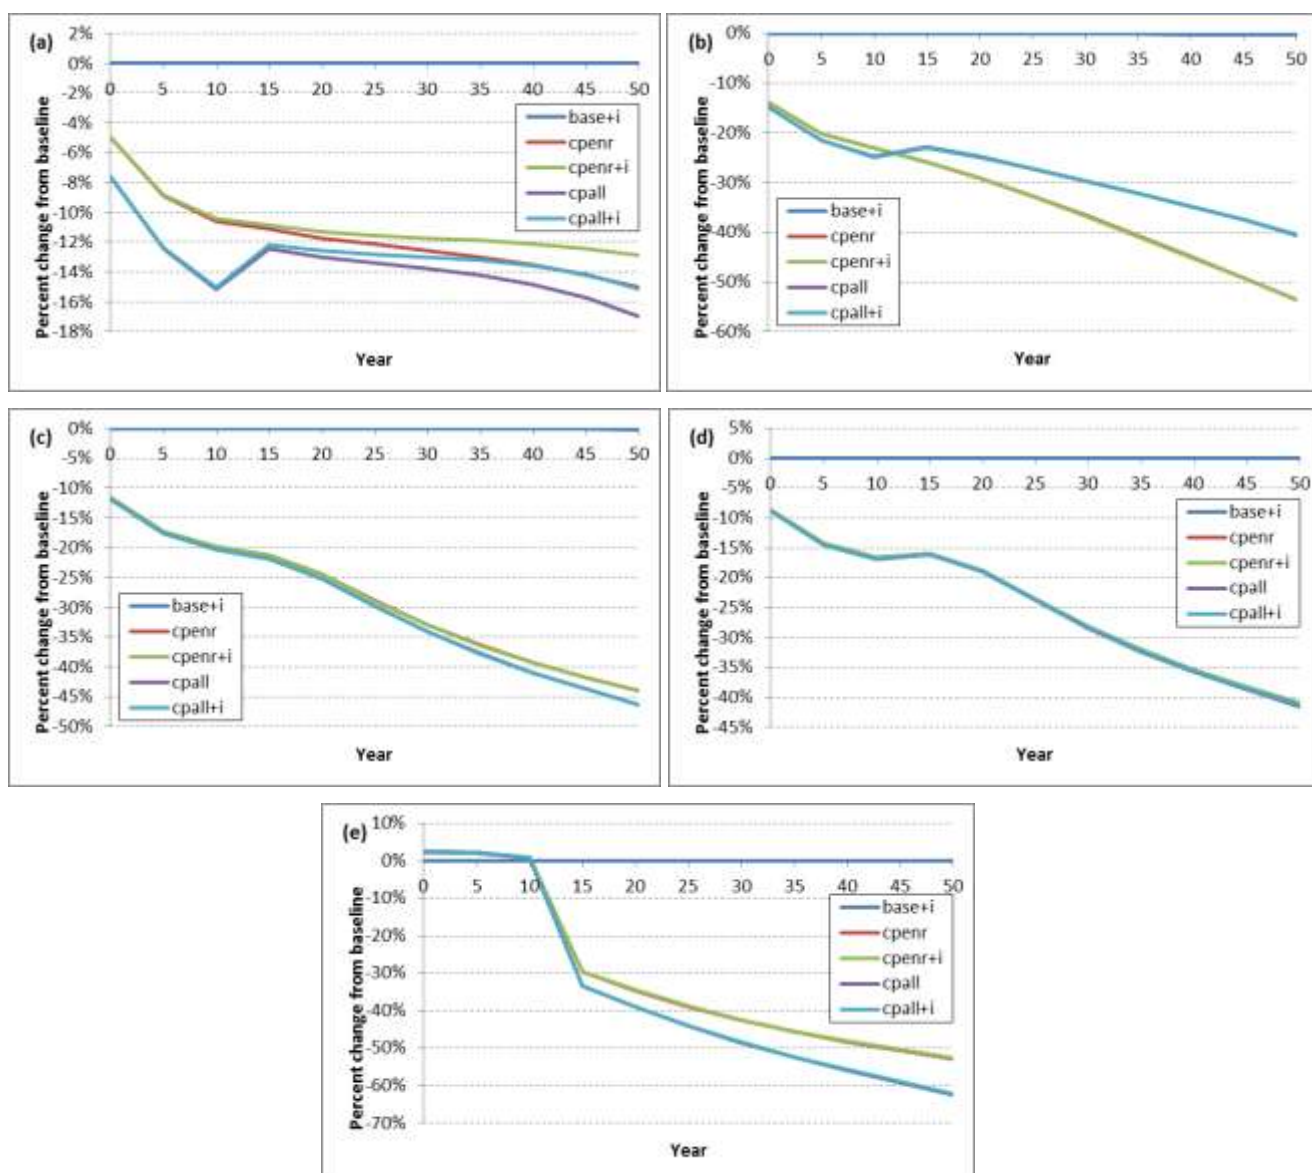 (a)
2%
0%
0 5 10 15 20 25 30 35 40 45 50
-2%
-4%
-6%
-8%
-10%
-12%
-14%
-16%
-18%
Percent change from baseline
Year
base+i
cpenr
cpenr+i
cpall
cpall+i
(b)
0%
0 5 10 15 20 25 30 35 40 45 50
-10%
-20%
-30%
-40%
-50%
-60%
Percent change from baseline
Year
base+i
cpenr
cpenr+i
cpall
cpall+i
(c)
0%
0 5 10 15 20 25 30 35 40 45 50
-5%
-10%
-15%
-20%
-25%
-30%
-35%
-40%
-45%
-50%
Percent change from baseline
Year
base+i
cpenr
cpenr+i
cpall
cpall+i
(d)
5%
0%
0 5 10 15 20 25 30 35 40 45 50
-5%
-10%
-15%
-20%
-25%
-30%
-35%
-40%
-45%
Percent change from baseline
Year
base+i
cpenr
cpenr+i
cpall
cpall+i
(e)
10%
0%
0 5 10 15 20 25 30 35 40 45 50
-10%
-20%
-30%
-40%
-50%
-60%
-70%
Percent change from baseline
Year
base+i
cpenr
cpenr+i
cpall
cpall+i